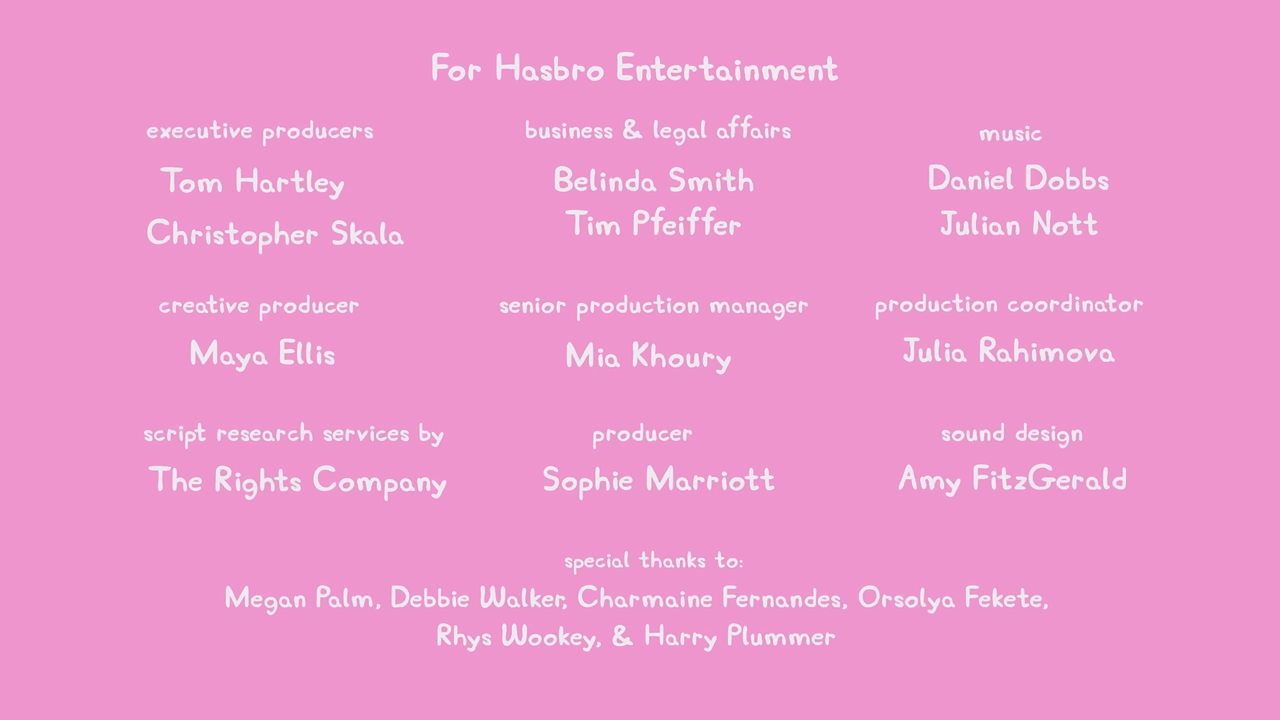 For Hasbro Entertainment
executive producers
Tom Hartley
Christopher Skala
business & legal affairs
Belinda Smith
Tim Pfeiffer
music
Daniel Dobbs
Julian Nott
creative producer
Maya Ellis
senior production manager
Mia Khoury
production coordinator
Julia Rahimova
script research services by
The Rights Company
producer
Sophie Marriott
sound design
Amy FitzGerald
special thanks to:
Megan Palm, Debbie Walker, Charmaine Fernandes, Orsolya Fekete,
Rhys Wookey, & Harry Plummer